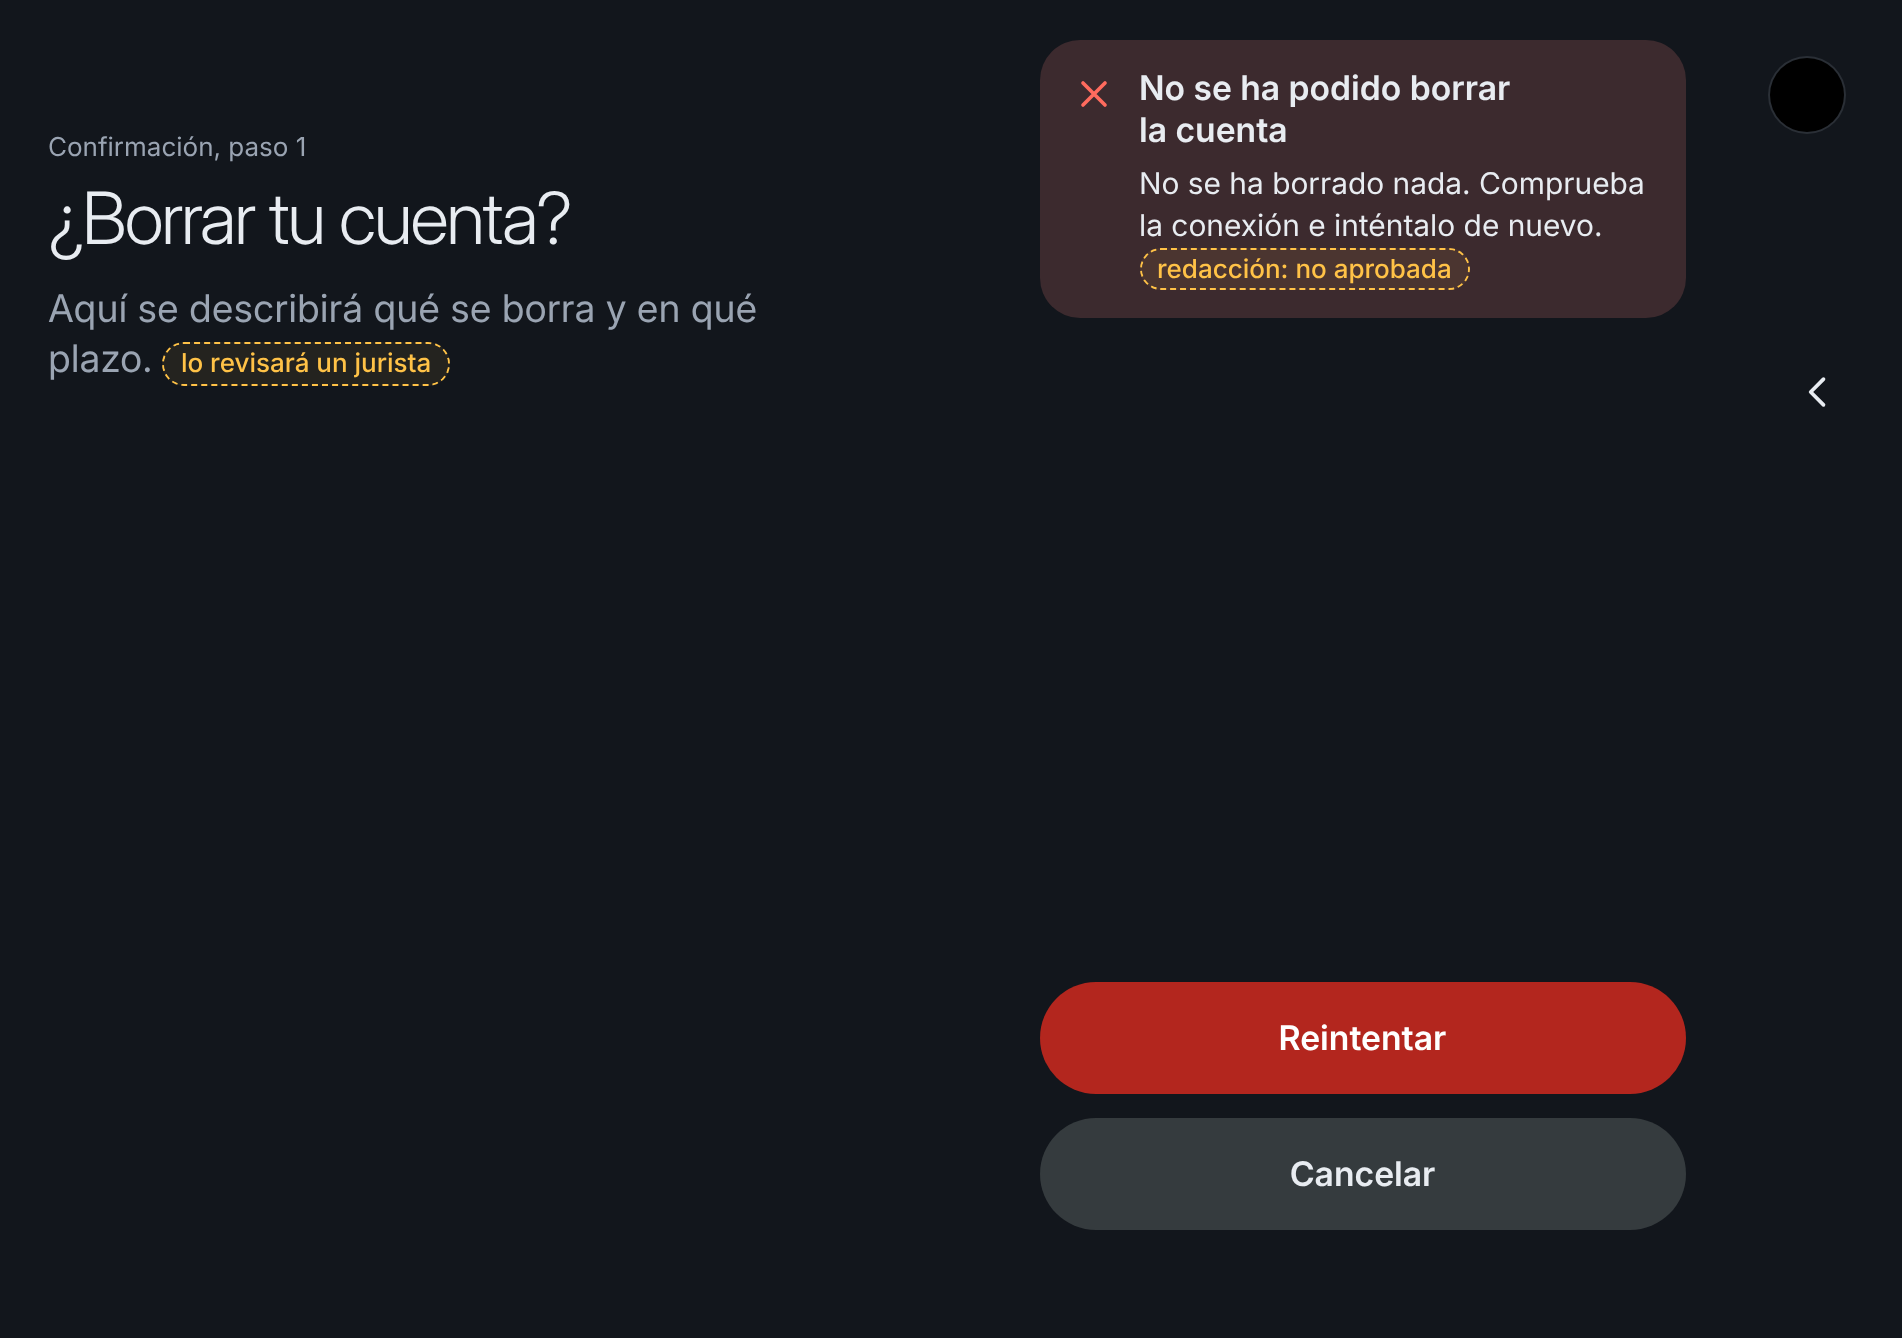 Confirmación, paso 1
¿Borrar tu cuenta?
Aquí se describirá qué se borra y en qué
plazo. lo revisará un jurista
No se ha podido borrar
la cuenta
No se ha borrado nada. Comprueba
la conexión e inténtalo de nuevo.
redacción: no aprobada
Reintentar
Cancelar